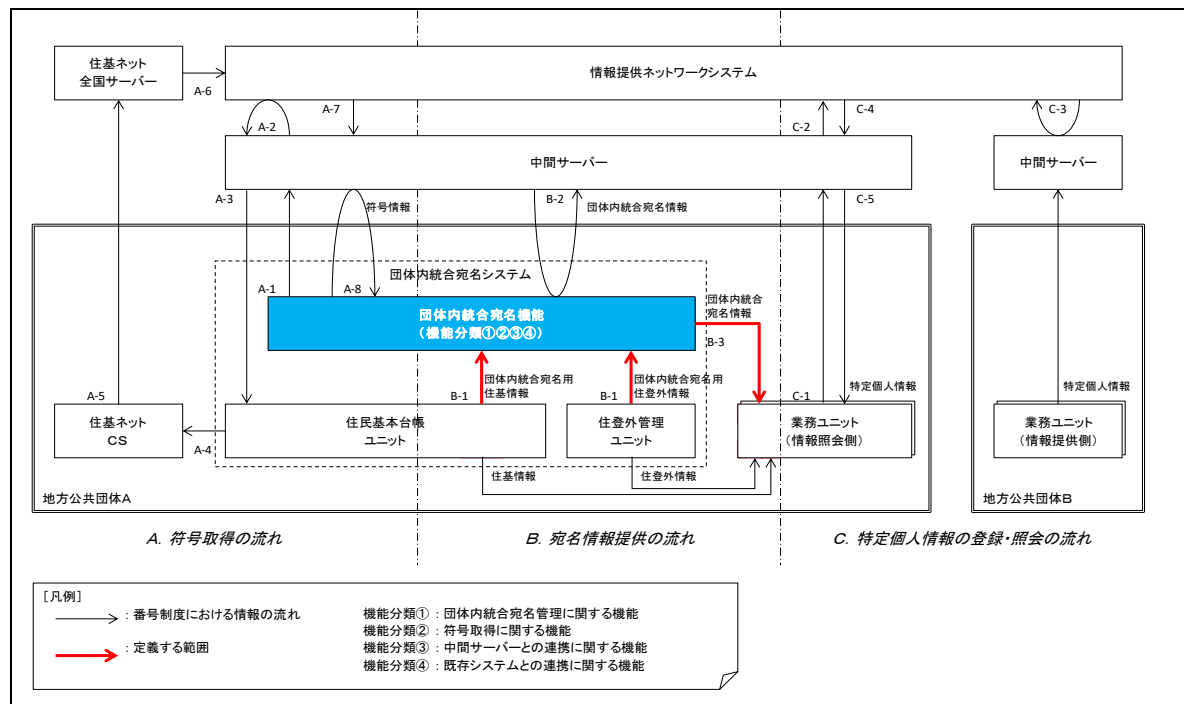 住基ネット
全国サーバー
A-6
情報提供ネットワークシステム
A-2
A-7
C-2
C-4
C-3
中間サーバー
中間サーバー
A-3
符号情報
B-2
団体内統合宛名情報
C-5
団体内統合宛名システム
A-1
A-8
団体内統合宛名機能
(機能分類①②③④)
団体内統合
宛名情報
B-3
B-1
団体内統合宛名用
住基情報
B-1
団体内統合宛名用
住登外情報
C-1
特定個人情報
特定個人情報
A-5
住基ネット
CS
A-4
住民基本台帳
ユニット
住登外管理
ユニット
業務ユニット
(情報照会側)
業務ユニット
(情報提供側)
住基情報
住登外情報
地方公共団体A
地方公共団体B
A. 符号取得の流れ
B. 宛名情報提供の流れ
C. 特定個人情報の登録・照会の流れ
[凡例]
:番号制度における情報の流れ
:定義する範囲
機能分類①:団体内統合宛名管理に関する機能
機能分類②:符号取得に関する機能
機能分類③:中間サーバーとの連携に関する機能
機能分類④:既存システムとの連携に関する機能